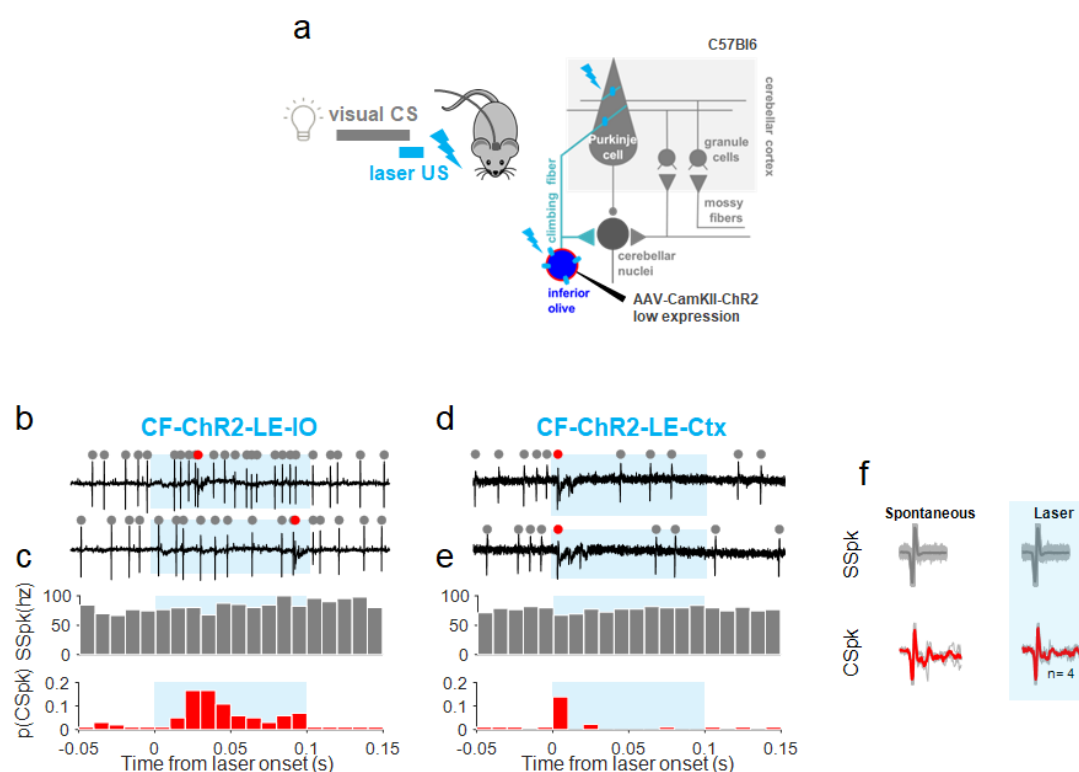 a
C57Bl6
visual CS
laser US
Purkinje
cell
climbing fiber
granule
cells
mossy
fibers
cerebellar cortex
cerebellar
nuclei
inferior
olive
AAV-CamKII-ChR2
low expression
b
CF-ChR2-LE-IO
c
SSpk(hz)
100
50
0
p(CSpk)
0.2
0.1
0
-0.05
0
0.05
0.1
0.15
Time from laser onset (s)
d
CF-ChR2-LE-Ctx
e
100
50
0
0.2
0.1
0
-0.05
0
0.05
0.1
0.15
Time from laser onset (s)
f
Spontaneous
Laser
SSpk
CSpk
n= 4